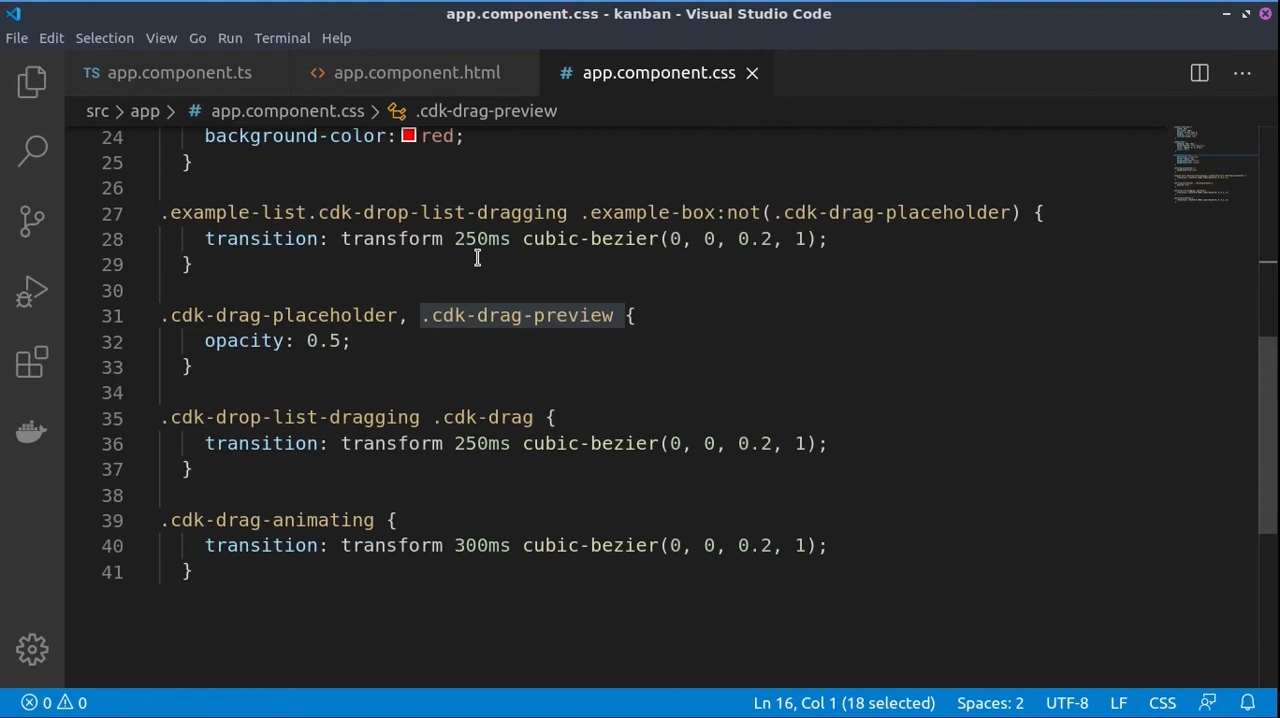 app.component.css - kanban - Visual Studio Code
File Edit Selection View Go Run Terminal Help
TS app.component.ts <> app.component.html # app.component.css
src > app > # app.component.css > .cdk-drag-preview
24 background-color: red;
25 }
26
27 .example-list.cdk-drop-list-dragging .example-box:not(.cdk-drag-placeholder) {
28 transition: transform 250ms cubic-bezier(0, 0, 0.2, 1);
29 }
30
31 .cdk-drag-placeholder, .cdk-drag-preview {
32 opacity: 0.5;
33 }
34
35 .cdk-drop-list-dragging .cdk-drag {
36 transition: transform 250ms cubic-bezier(0, 0, 0.2, 1);
37 }
38
39 .cdk-drag-animating {
40 transition: transform 300ms cubic-bezier(0, 0, 0.2, 1);
41 }
0 0 Ln 16, Col 1 (18 selected) Spaces: 2 UTF-8 LF CSS